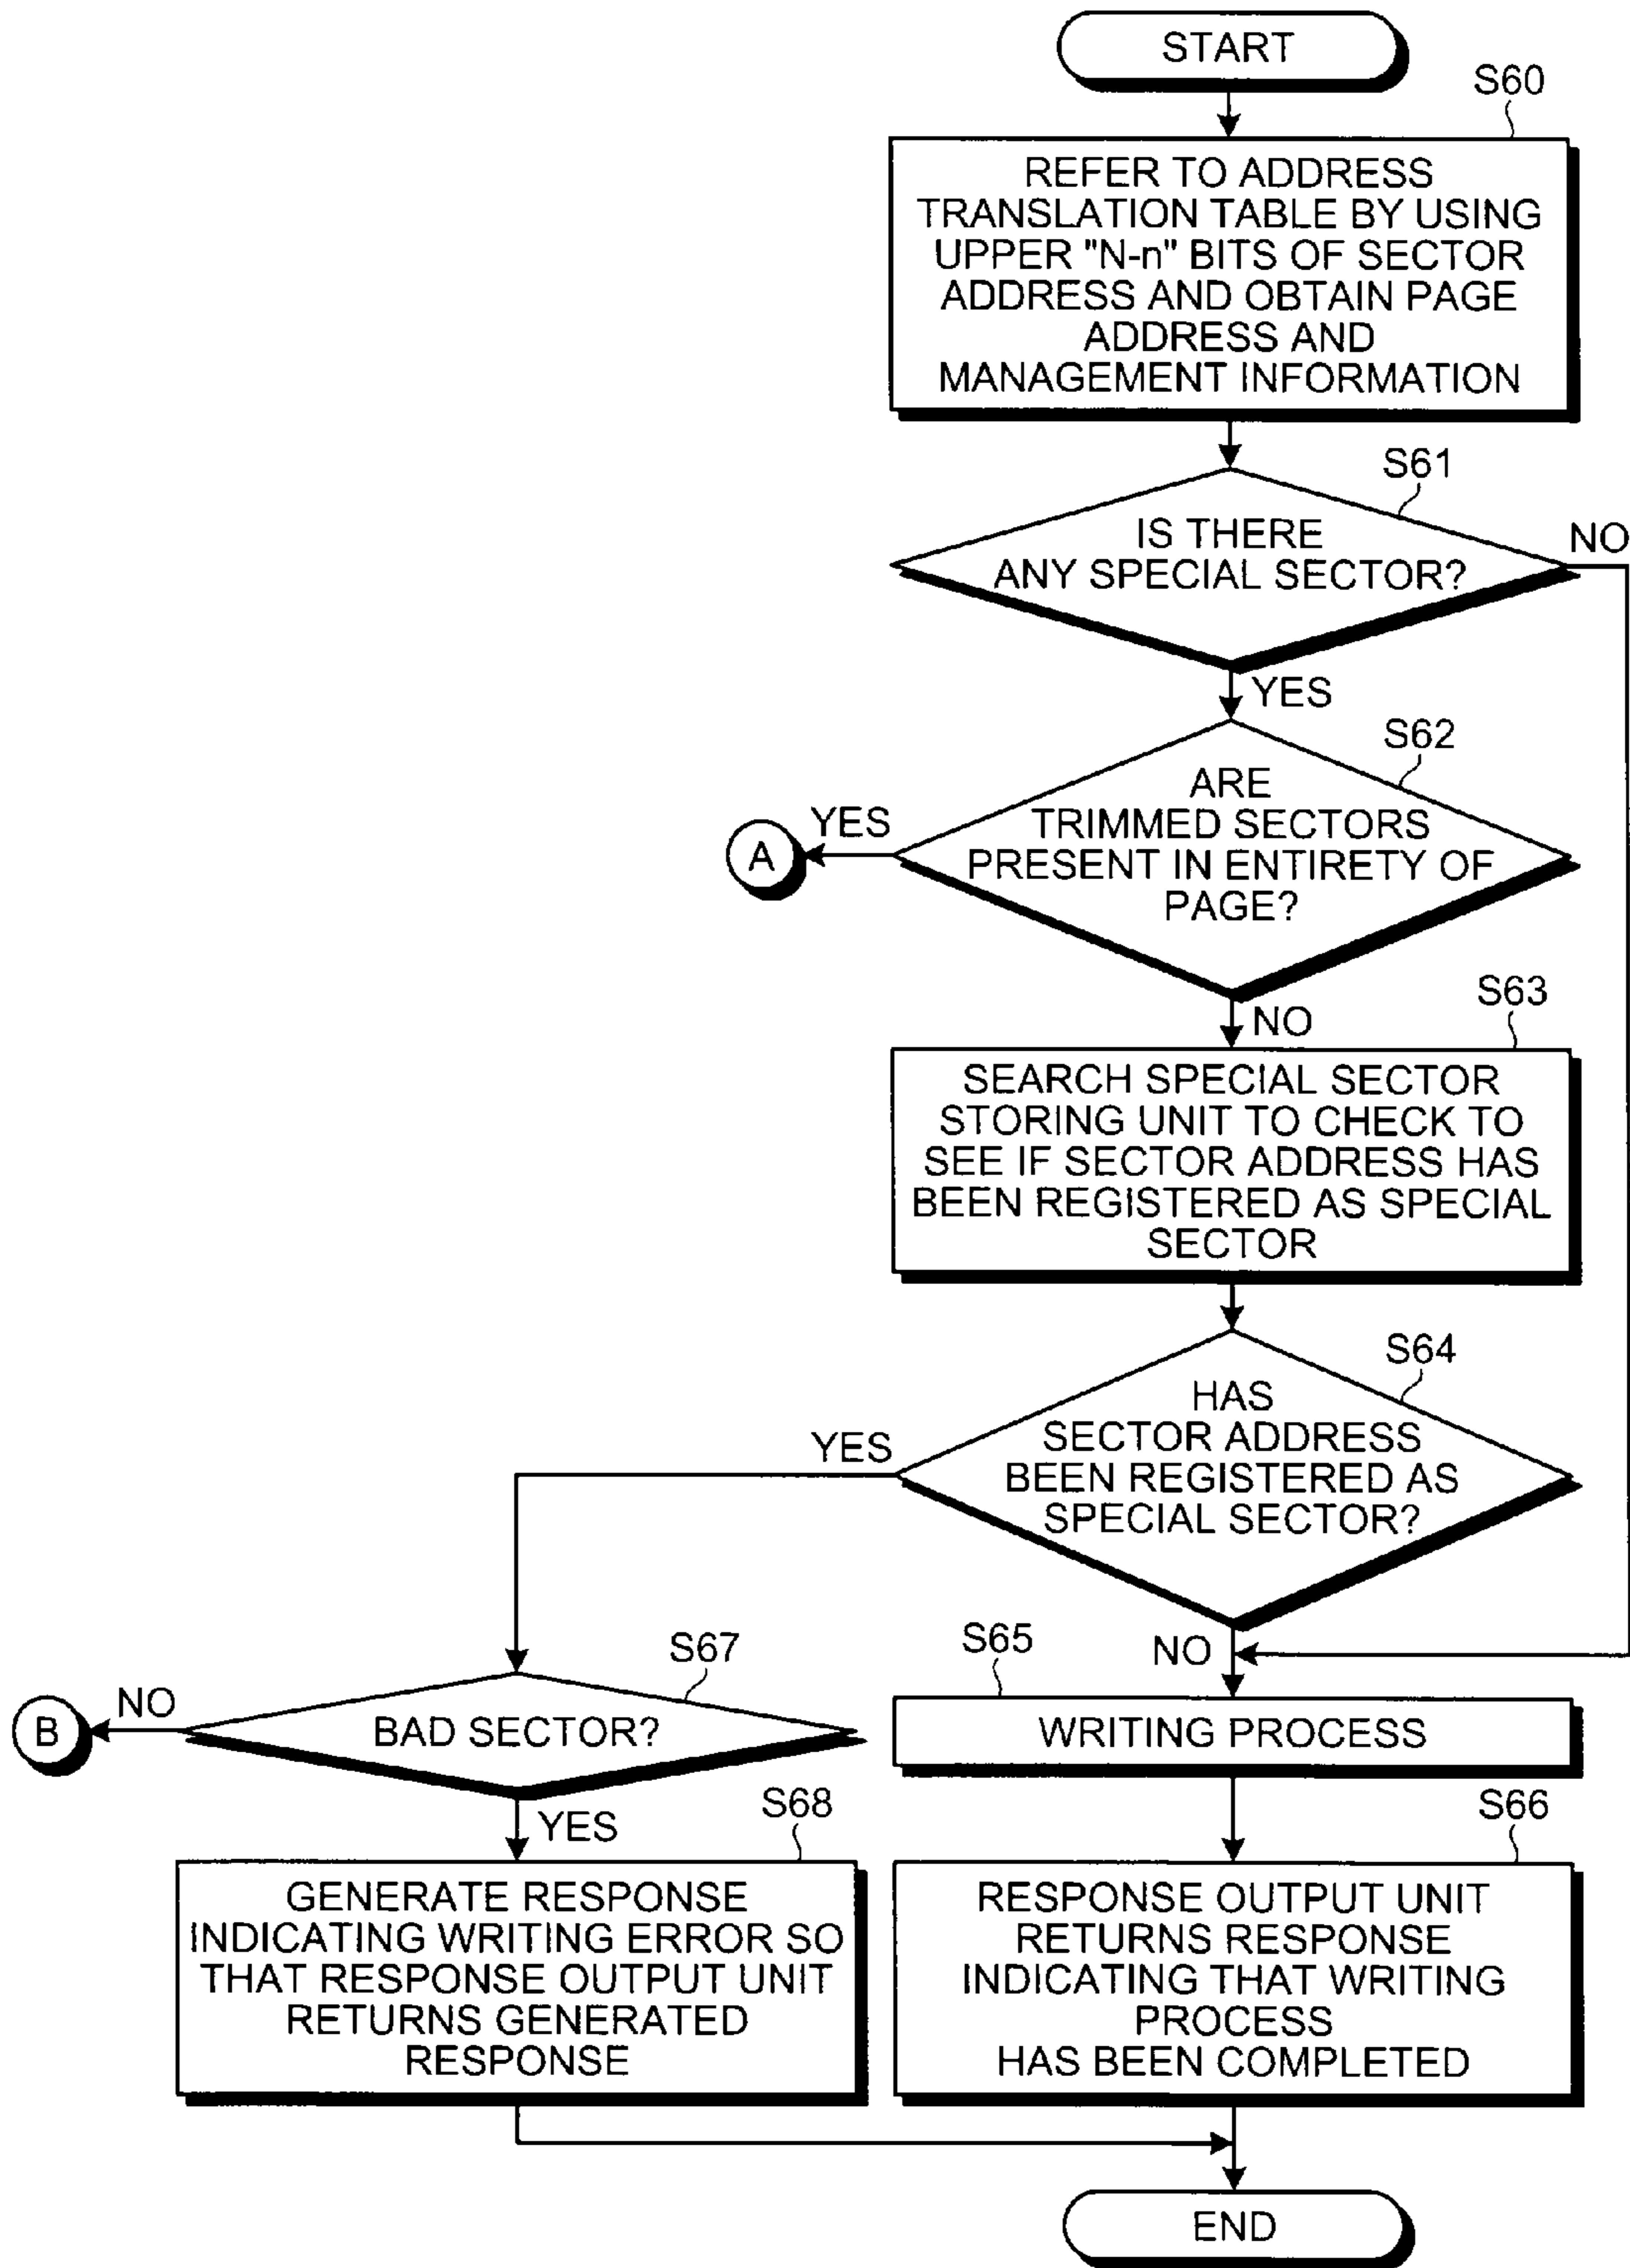 START
S60
REFER TO ADDRESS
TRANSLATION TABLE BY USING
UPPER "N-n" BITS OF SECTOR
ADDRESS AND OBTAIN PAGE
ADDRESS AND
MANAGEMENT INFORMATION
S61
IS THERE
ANY SPECIAL SECTOR?
NO
YES
S62
ARE
TRIMMED SECTORS
PRESENT IN ENTIRETY OF
PAGE?
YES
A
NO
S63
SEARCH SPECIAL SECTOR
STORING UNIT TO CHECK TO
SEE IF SECTOR ADDRESS HAS
BEEN REGISTERED AS SPECIAL
SECTOR
S64
HAS
SECTOR ADDRESS
BEEN REGISTERED AS
SPECIAL SECTOR?
YES
NO
S67
BAD SECTOR?
NO
B
YES
S65
WRITING PROCESS
S68
GENERATE RESPONSE
INDICATING WRITING ERROR SO
THAT RESPONSE OUTPUT UNIT
RETURNS GENERATED
RESPONSE
S66
RESPONSE OUTPUT UNIT
RETURNS RESPONSE
INDICATING THAT WRITING
PROCESS
HAS BEEN COMPLETED
END